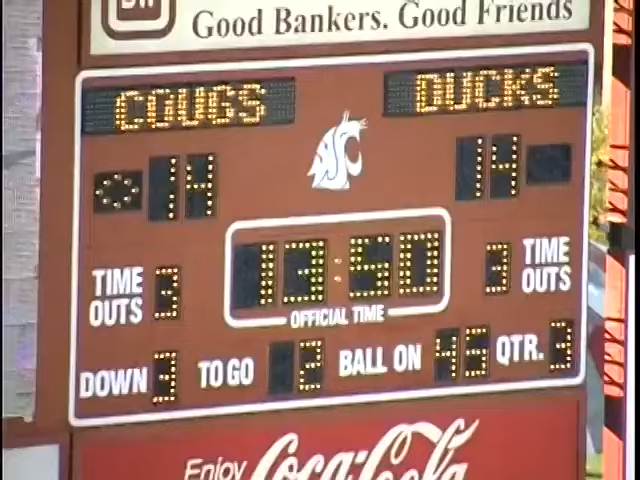 Good Bankers. Good Friends
COUGS DUCKS
14 14
13:50
TIME OUTS 3 3 TIME OUTS
OFFICIAL TIME
DOWN 3 TO GO 2 BALL ON 45 QTR. 3
Enjoy Coca-Cola